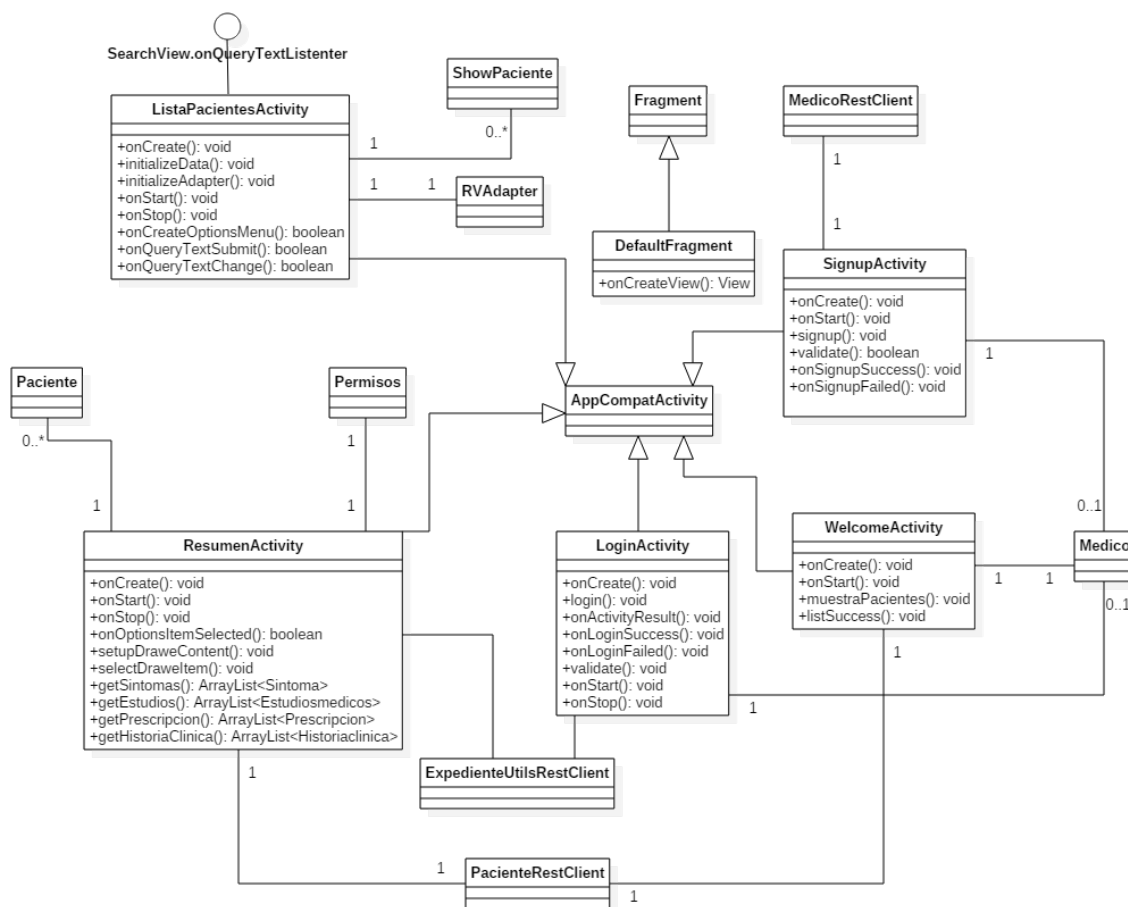 SearchView.onQueryTextListenter
ListaPacientesActivity
+onCreate(): void
+initializeData(): void
+initializeAdapter(): void
+onStart(): void
+onStop(): void
+onCreateOptionsMenu(): boolean
+onQueryTextSubmit(): boolean
+onQueryTextChange(): boolean
1
0..*
ShowPaciente
1
1
RVAdapter
Fragment
DefaultFragment
+onCreateView(): View
MedicoRestClient
1
1
SignupActivity
+onCreate(): void
+onStart(): void
+signup(): void
+validate(): boolean
+onSignupSuccess(): void
+onSignupFailed(): void
1
0..1
Paciente
0..*
1
Permisos
1
1
AppCompatActivity
ResumenActivity
+onCreate(): void
+onStart(): void
+onStop(): void
+onOptionsItemSelected(): boolean
+setupDraweContent(): void
+selectDraweItem(): void
+getSintomas(): ArrayList<Sintoma>
+getEstudios(): ArrayList<Estudiosmedicos>
+getPrescripcion(): ArrayList<Prescripcion>
+getHistoriaClinica(): ArrayList<Historiaclinica>
1
LoginActivity
+onCreate(): void
+login(): void
+onActivityResult(): void
+onLoginSuccess(): void
+onLoginFailed(): void
+validate(): void
+onStart(): void
+onStop(): void
1
WelcomeActivity
+onCreate(): void
+onStart(): void
+muestraPacientes(): void
+listSuccess(): void
1
1
1
Medico
0..1
ExpedienteUtilsRestClient
1
PacienteRestClient
1